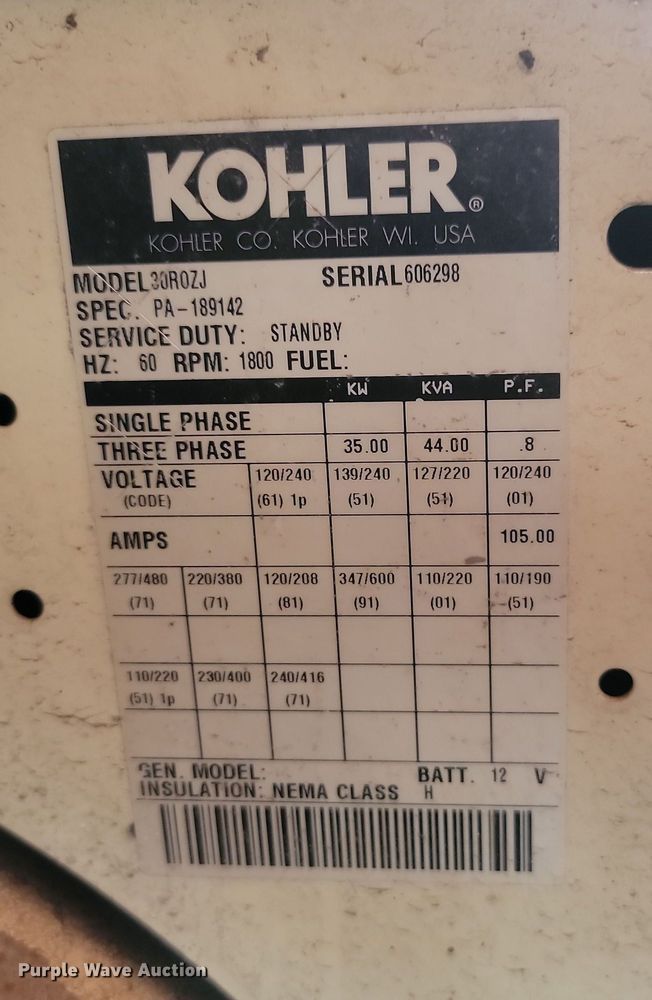 KOHLER®
KOHLER CO. KOHLER WI. USA
MODEL 30ROZJ SERIAL 606298
SPEC. PA-189142
SERVICE DUTY: STANDBY
HZ: 60 RPM: 1800 FUEL:
KW KVA P.F.
SINGLE PHASE
THREE PHASE 35.00 44.00 .8
VOLTAGE 120/240 139/240 127/220 120/240
(CODE) (61) 1p (51) (51) (01)
AMPS 105.00
277/480 220/380 120/208 347/600 110/220 110/190
(71) (71) (81) (91) (01) (51)
110/220 230/400 240/416
(51) 1p (71) (71)
GEN. MODEL: BATT. 12 V
INSULATION: NEMA CLASS H
Purple Wave Auction